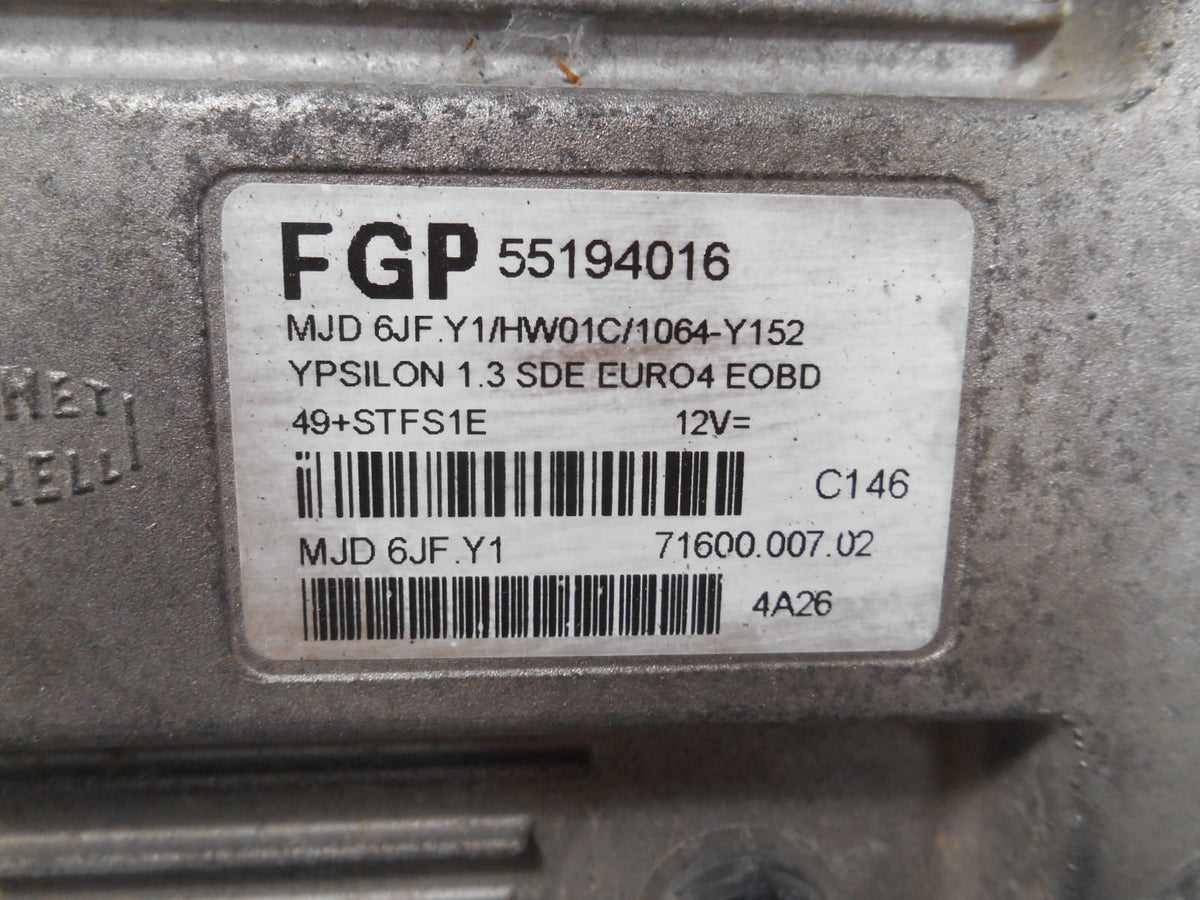 FGP 55194016
MJD 6JF.Y1/HW01C/1064-Y152
YPSILON 1.3 SDE EURO4 EOBD
49+STFS1E 12V=
C146
MJD 6JF.Y1 71600.007.02
4A26